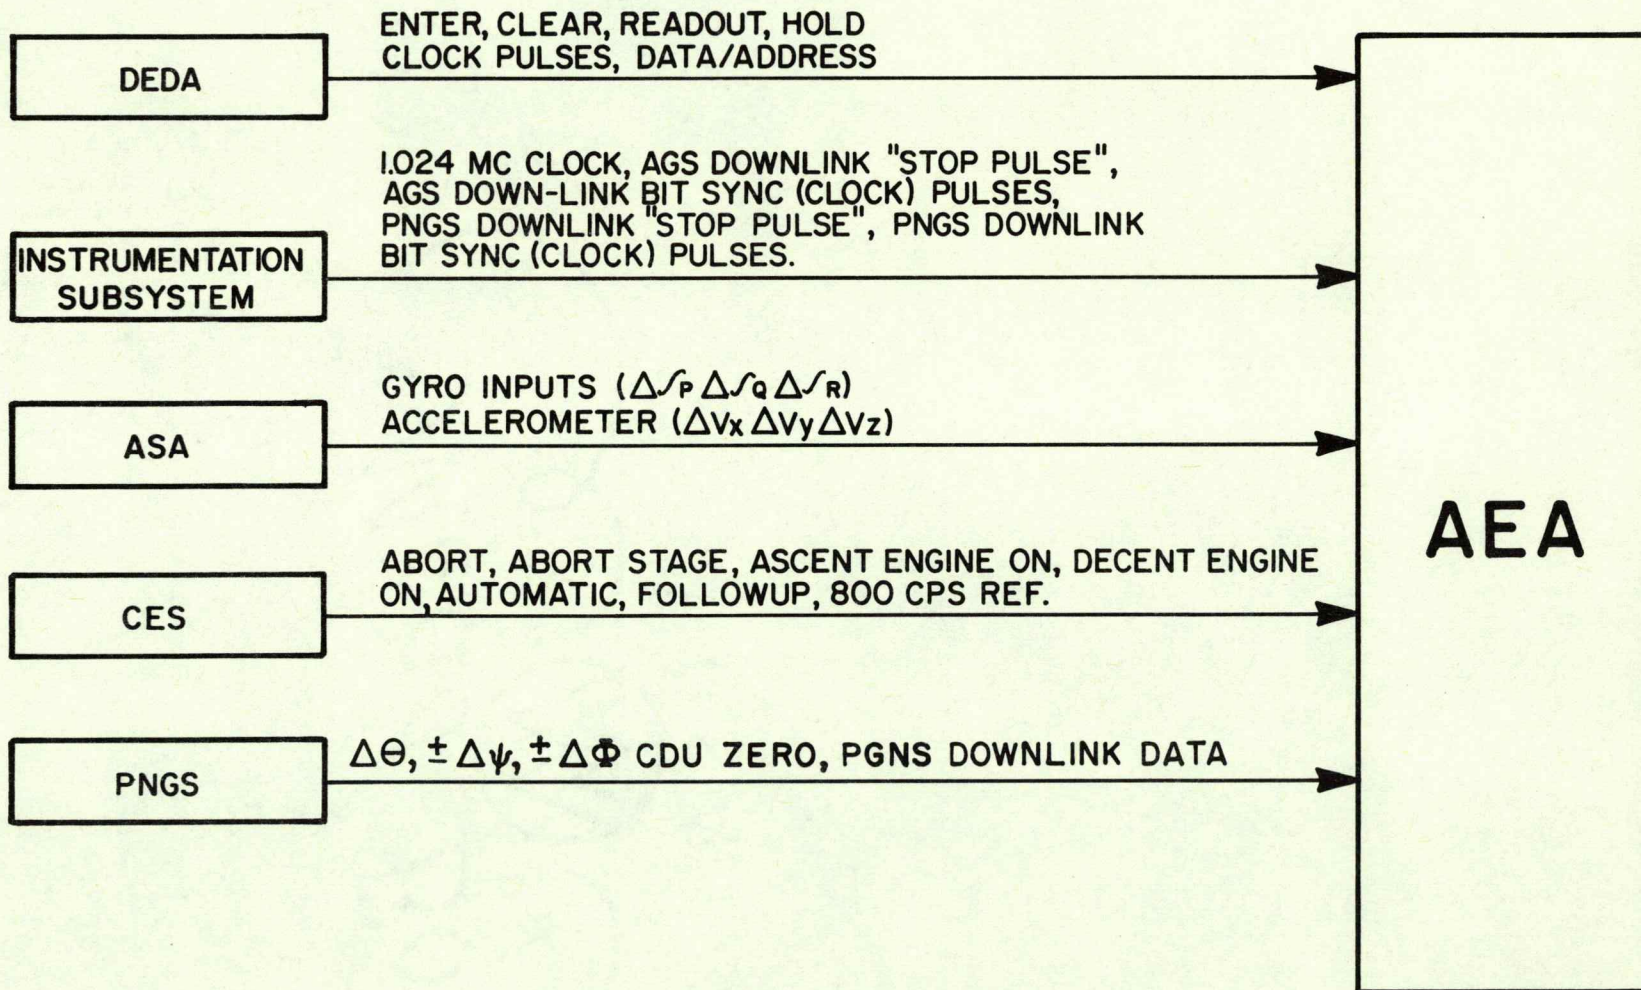 ENTER, CLEAR, READOUT, HOLD
CLOCK PULSES, DATA/ADDRESS
DEDA
1.024 MC CLOCK, AGS DOWNLINK "STOP PULSE",
AGS DOWN-LINK BIT SYNC (CLOCK) PULSES,
PNGS DOWNLINK "STOP PULSE", PNGS DOWNLINK
BIT SYNC (CLOCK) PULSES.
INSTRUMENTATION
SUBSYSTEM
GYRO INPUTS (Δ∫P Δ∫Q Δ∫R)
ACCELEROMETER (ΔVx ΔVy ΔVz)
ASA
AEA
ABORT, ABORT STAGE, ASCENT ENGINE ON, DECENT ENGINE
ON, AUTOMATIC, FOLLOWUP, 800 CPS REF.
CES
ΔΘ, ± Δψ, ± ΔΦ CDU ZERO, PGNS DOWNLINK DATA
PNGS